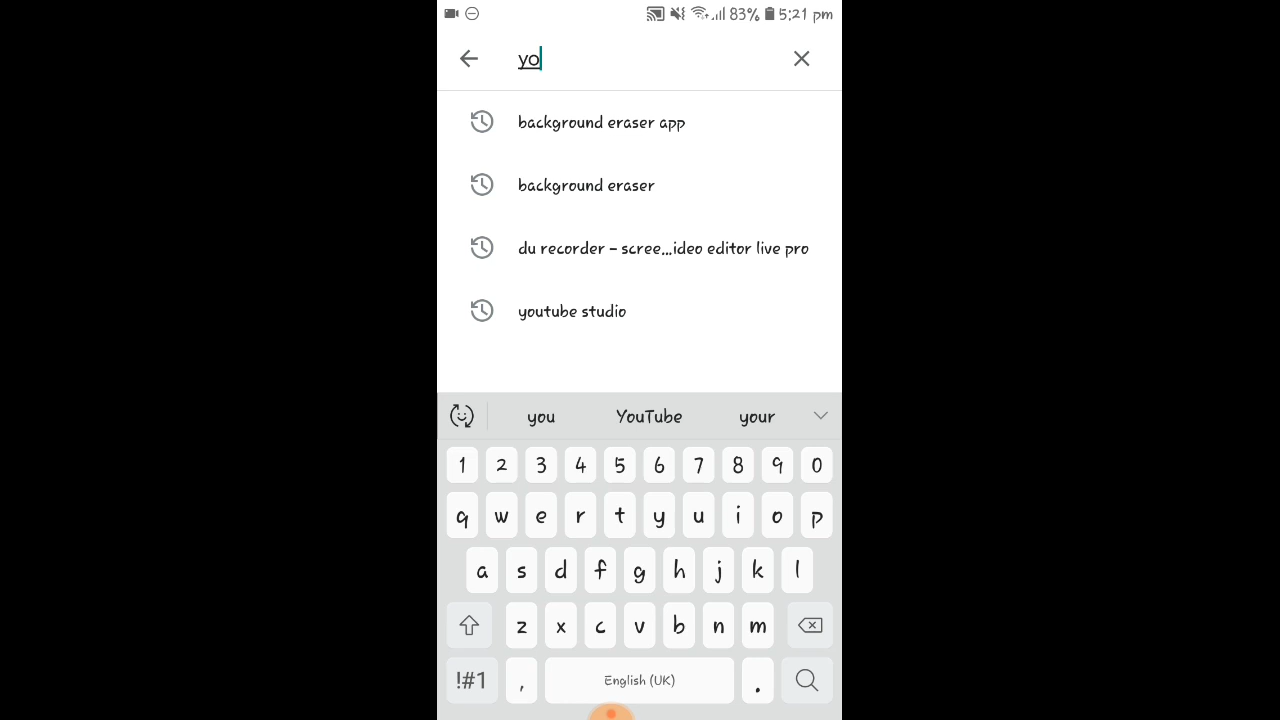 83% 5:21 pm
yo
background eraser app
background eraser
du recorder - scree...ideo editor live pro
youtube studio
you YouTube your
1 2 3 4 5 6 7 8 9 0
q w e r t y u i o p
a s d f g h j k l
z x c v b n m
!#1 , English (UK) .